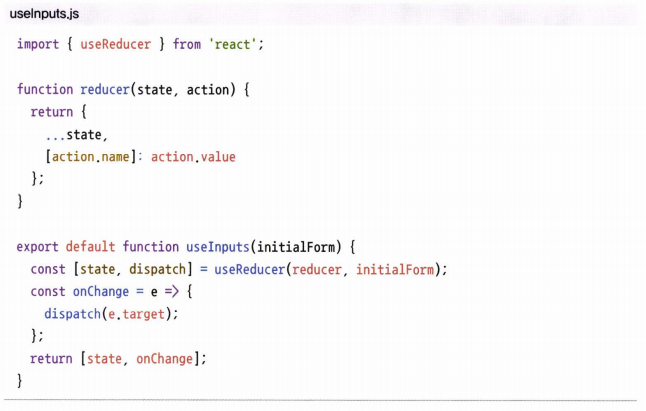 useInputs.js
import { useReducer } from 'react';
function reducer(state, action) {
return {
...state,
[action.name]: action.value
};
}
export default function useInputs(initialForm) {
const [state, dispatch] = useReducer(reducer, initialForm);
const onChange = e => {
dispatch(e.target);
};
return [state, onChange];
}